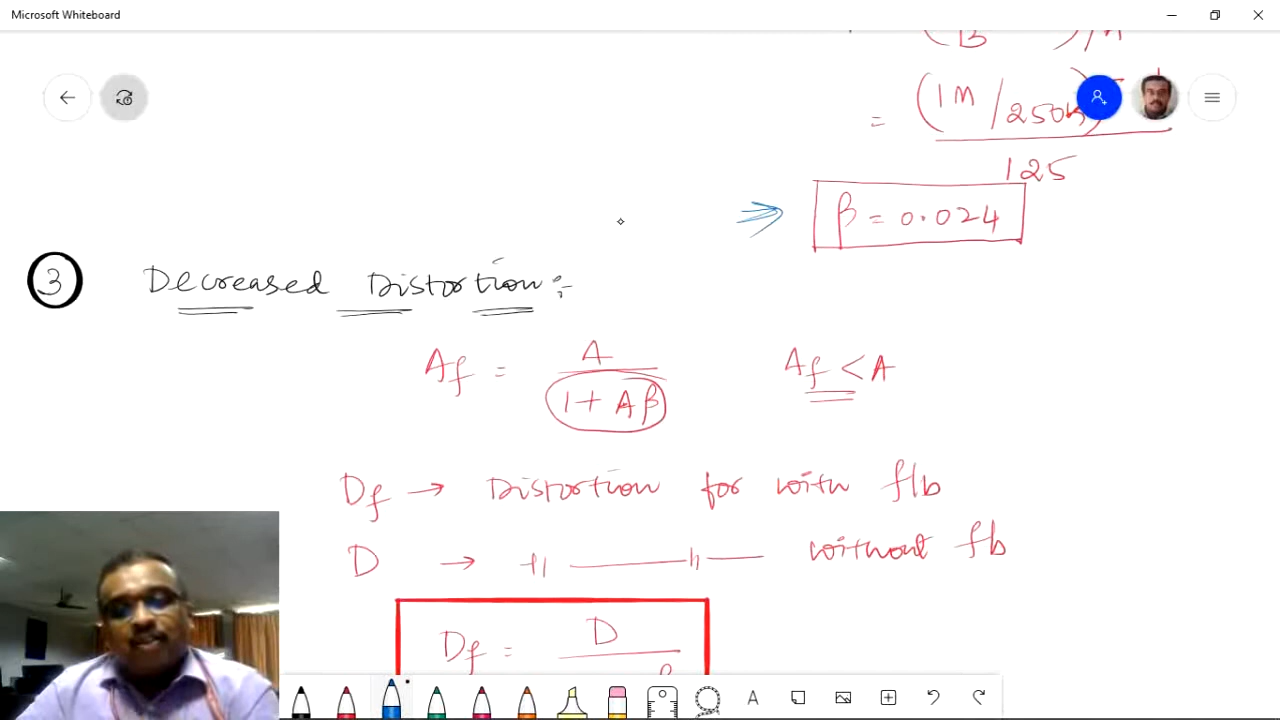 Microsoft Whiteboard
= (1M/250K)
125
⇒ β = 0.024
3 Decreased Distortion :-
Af = A / (1 + Aβ) Af < A
Df → Distortion for with f/b
D → —〃— —〃— without fb
Df = D
A